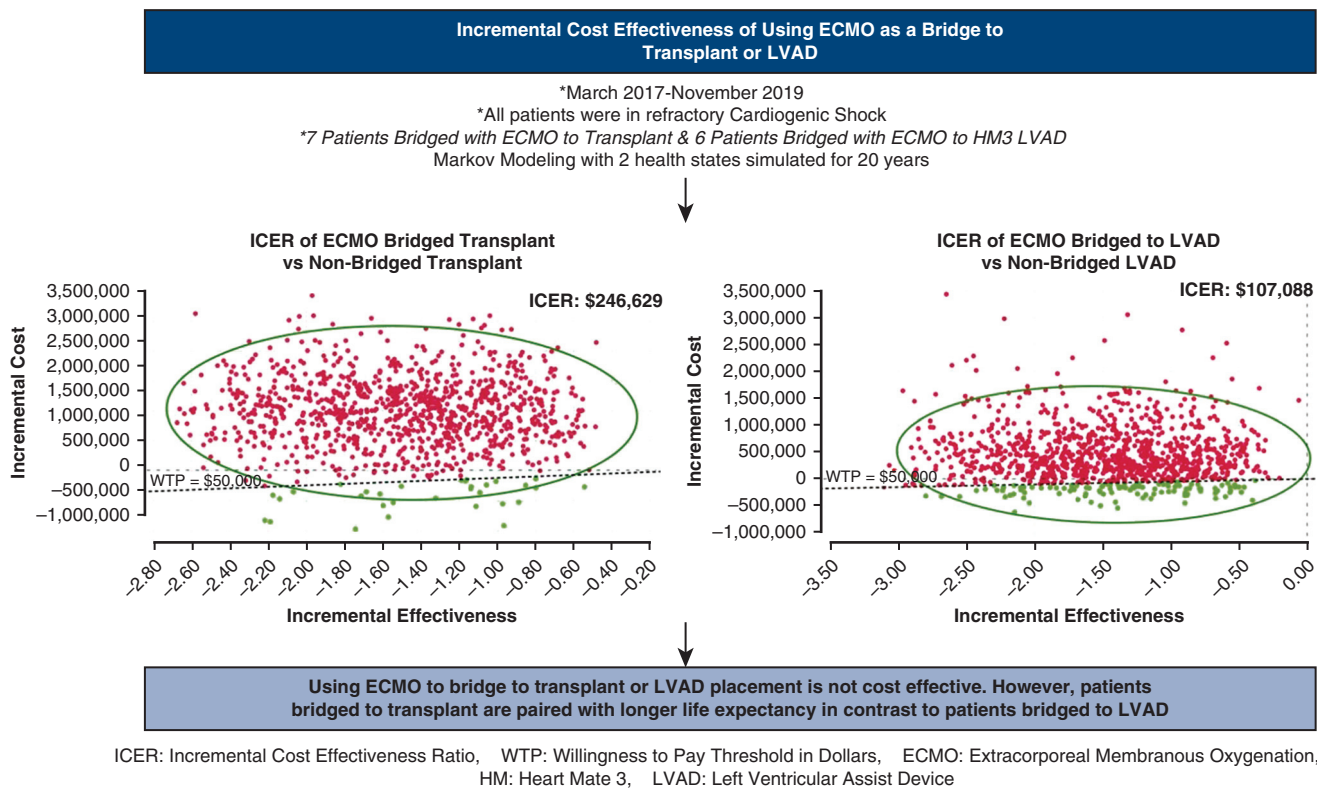 Incremental Cost Effectiveness of Using ECMO as a Bridge to
Transplant or LVAD
*March 2017-November 2019
*All patients were in refractory Cardiogenic Shock
*7 Patients Bridged with ECMO to Transplant & 6 Patients Bridged with ECMO to HM3 LVAD
Markov Modeling with 2 health states simulated for 20 years
ICER of ECMO Bridged Transplant
vs Non-Bridged Transplant
ICER: $246,629
Incremental Cost
3,500,000
3,000,000
2,500,000
2,000,000
1,500,000
1,000,000
500,000
0
−500,000
−1,000,000
WTP = $50,000
−2.80 −2.60 −2.40 −2.20 −2.00 −1.80 −1.60 −1.40 −1.20 −1.00 −0.80 −0.60 −0.40 −0.20
Incremental Effectiveness
ICER of ECMO Bridged to LVAD
vs Non-Bridged LVAD
ICER: $107,088
Incremental Cost
3,500,000
3,000,000
2,500,000
2,000,000
1,500,000
1,000,000
500,000
0
−500,000
−1,000,000
WTP = $50,000
−3.50 −3.00 −2.50 −2.00 −1.50 −1.00 −0.50 0.00
Incremental Effectiveness
Using ECMO to bridge to transplant or LVAD placement is not cost effective. However, patients
bridged to transplant are paired with longer life expectancy in contrast to patients bridged to LVAD
ICER: Incremental Cost Effectiveness Ratio, WTP: Willingness to Pay Threshold in Dollars, ECMO: Extracorporeal Membranous Oxygenation,
HM: Heart Mate 3, LVAD: Left Ventricular Assist Device